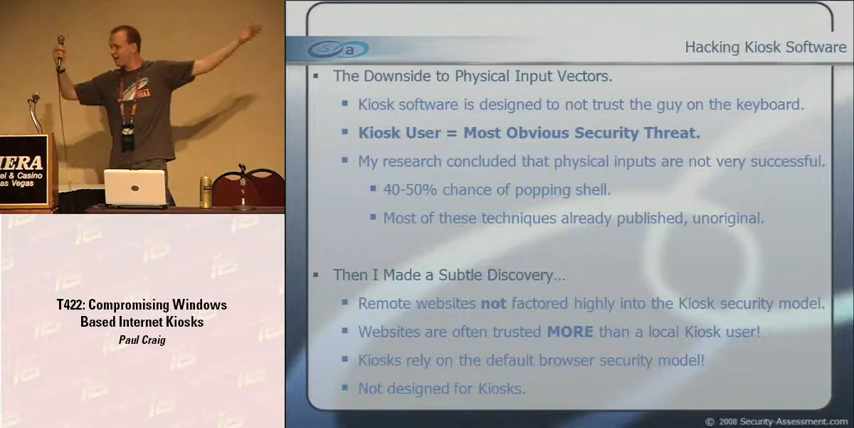 IERA
el & Casino
as Vegas
T422: Compromising Windows
Based Internet Kiosks
Paul Craig
Hacking Kiosk Software
The Downside to Physical Input Vectors.
Kiosk software is designed to not trust the guy on the keyboard.
Kiosk User = Most Obvious Security Threat.
My research concluded that physical inputs are not very successful.
40-50% chance of popping shell.
Most of these techniques already published, unoriginal.
Then I Made a Subtle Discovery…
Remote websites not factored highly into the Kiosk security model.
Websites are often trusted MORE than a local Kiosk user!
Kiosks rely on the default browser security model!
Not designed for Kiosks.
© 2008 Security-Assessment.com